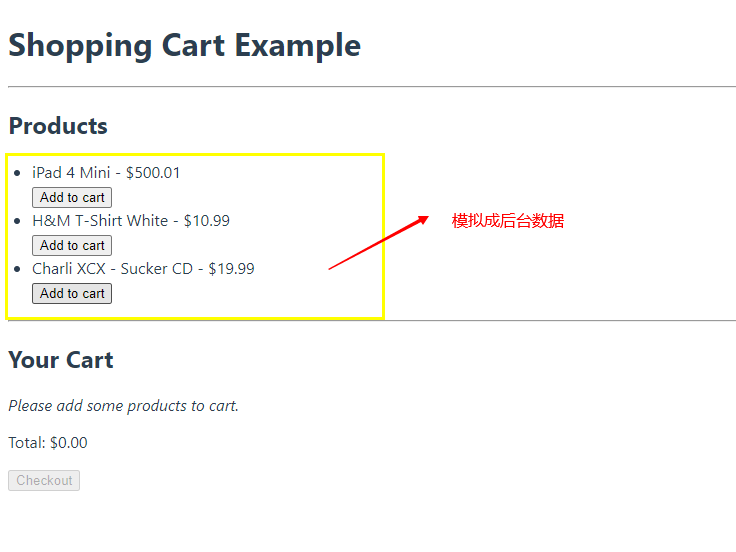 Shopping Cart Example
Products
iPad 4 Mini - $500.01
Add to cart
H&M T-Shirt White - $10.99
Add to cart
模拟成后台数据
Charli XCX - Sucker CD - $19.99
Add to cart
Your Cart
Please add some products to cart.
Total: $0.00
Checkout